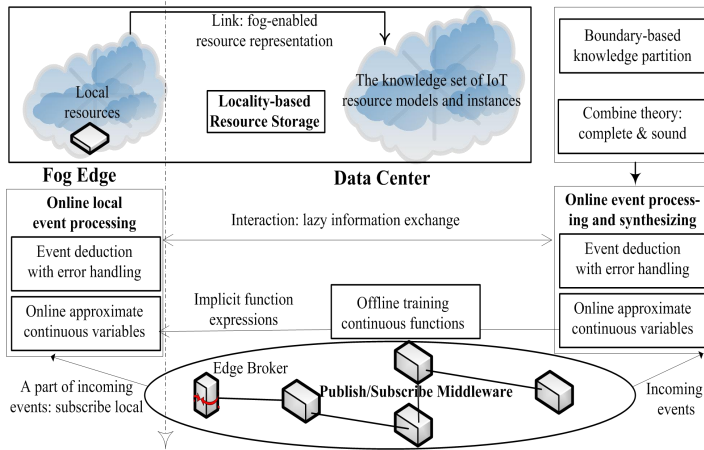 Link: fog-enabled
resource representation
Local
resources
Locality-based
Resource Storage
The knowledge set of IoT
resource models and instances
Boundary-based
knowledge partition
Combine theory:
complete & sound
Fog Edge
Data Center
Online local
event processing
Event deduction
with error handling
Online approximate
continuous variables
Interaction: lazy information exchange
Implicit function
expressions
Offline training
continuous functions
Online event process-
ing and synthesizing
Event deduction
with error handling
Online approximate
continuous variables
Edge Broker
Publish/Subscribe Middleware
A part of incoming
events: subscribe local
Incoming
events